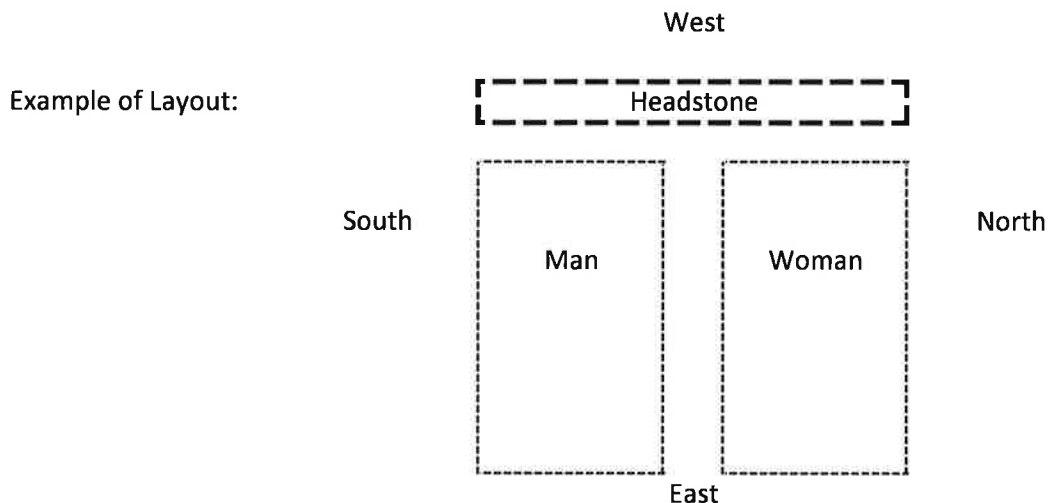 West
Example of Layout:
Headstone
South
North
Man
Woman
East